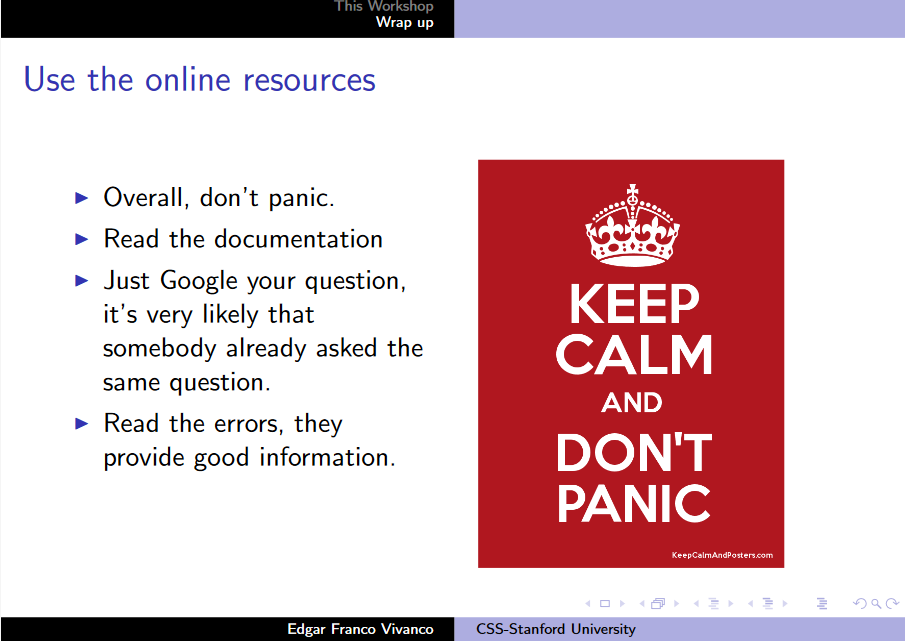 This Workshop
Wrap up
Use the online resources
Overall, don't panic.
Read the documentation
Just Google your question,
it's very likely that
somebody already asked the
same question.
Read the errors, they
provide good information.
KEEP
CALM
AND
DON'T
PANIC
KeepCalmAndPosters.com
Edgar Franco Vivanco
CSS-Stanford University